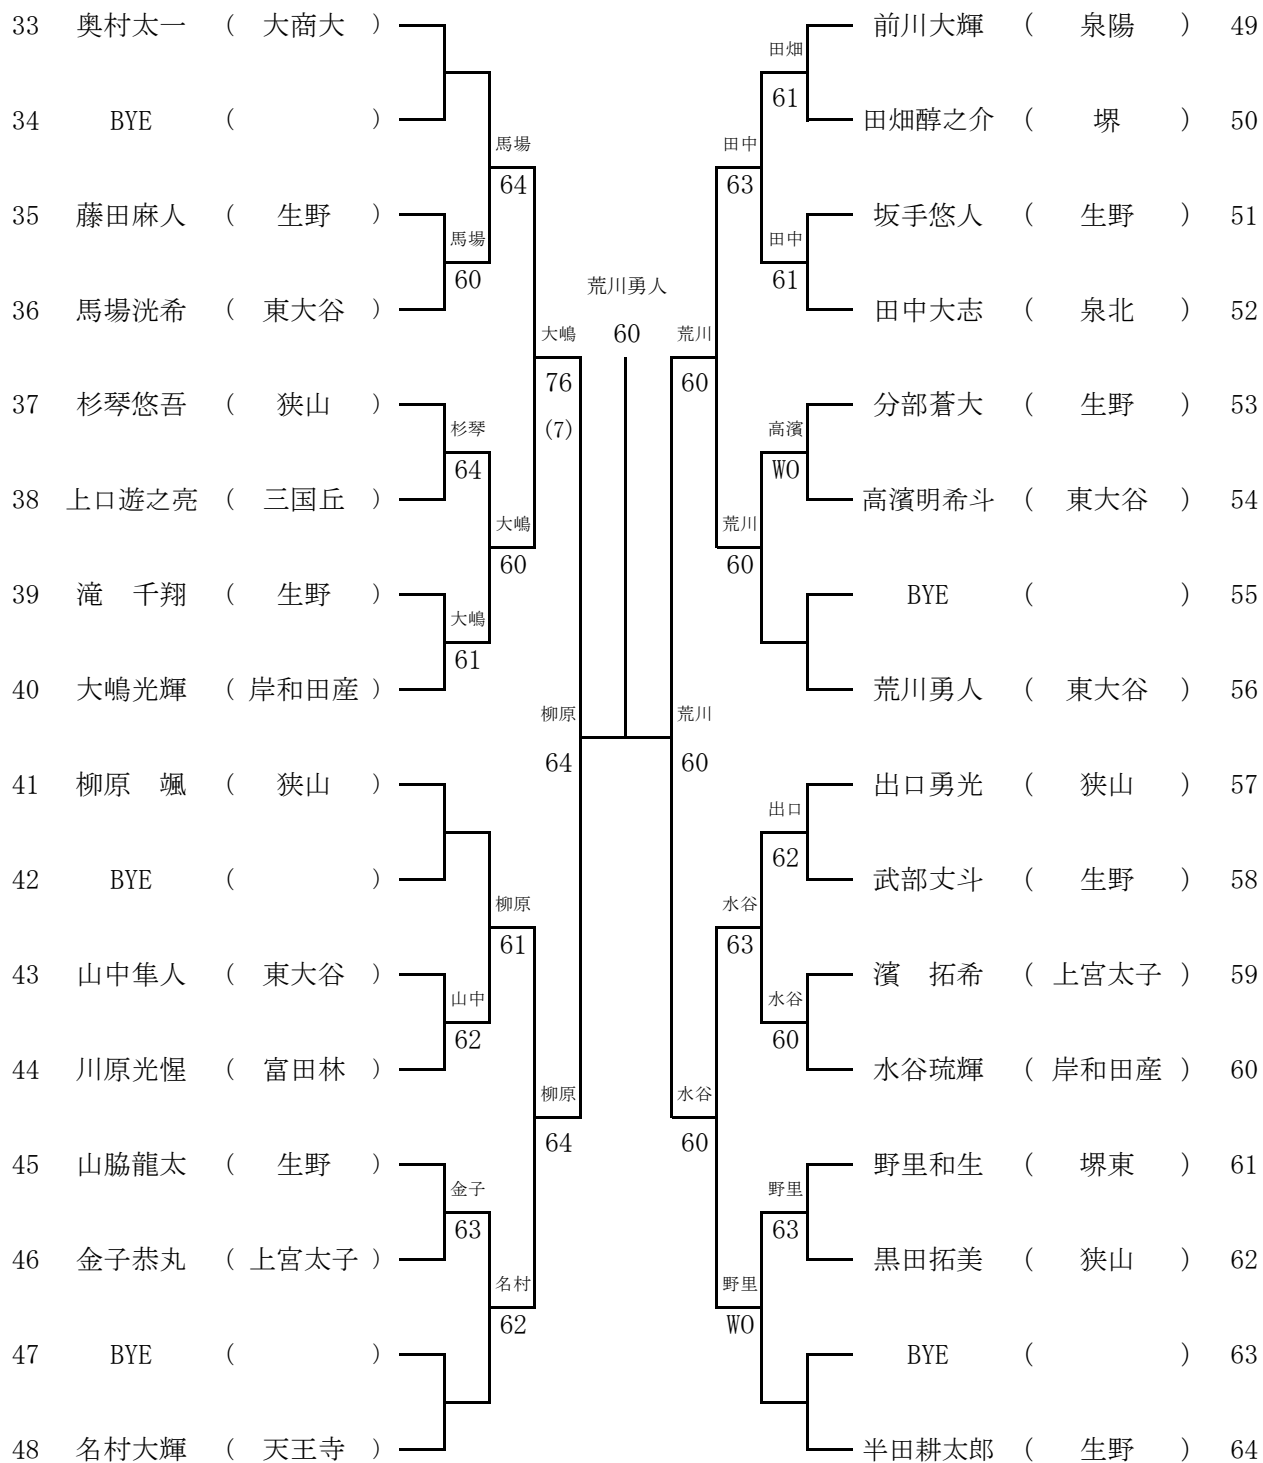 33 奥村太一 ( 大商大 )
34 BYE ( )
35 藤田麻人 ( 生野 )
36 馬場洸希 ( 東大谷 )
37 杉琴悠吾 ( 狭山 )
38 上口遊之亮 ( 三国丘 )
39 滝 千翔 ( 生野 )
40 大嶋光輝 ( 岸和田産 )
41 柳原 颯 ( 狭山 )
42 BYE ( )
43 山中隼人 ( 東大谷 )
44 川原光惺 ( 富田林 )
45 山脇龍太 ( 生野 )
46 金子恭丸 ( 上宮太子 )
47 BYE ( )
48 名村大輝 ( 天王寺 )
馬場
60
杉琴
64
大嶋
61
山中
62
金子
63
馬場
64
大嶋
60
柳原
61
名村
62
大嶋
76
(7)
柳原
64
柳原
64
荒川勇人
60
荒川
60
荒川
60
水谷
60
田中
63
荒川
60
水谷
63
野里
WO
田畑
61
田中
61
高濱
WO
出口
62
水谷
60
野里
63
前川大輝 ( 泉陽 ) 49
田畑醇之介 ( 堺 ) 50
坂手悠人 ( 生野 ) 51
田中大志 ( 泉北 ) 52
分部蒼大 ( 生野 ) 53
高濱明希斗 ( 東大谷 ) 54
BYE ( ) 55
荒川勇人 ( 東大谷 ) 56
出口勇光 ( 狭山 ) 57
武部丈斗 ( 生野 ) 58
濱 拓希 ( 上宮太子 ) 59
水谷琉輝 ( 岸和田産 ) 60
野里和生 ( 堺東 ) 61
黒田拓美 ( 狭山 ) 62
BYE ( ) 63
半田耕太郎 ( 生野 ) 64